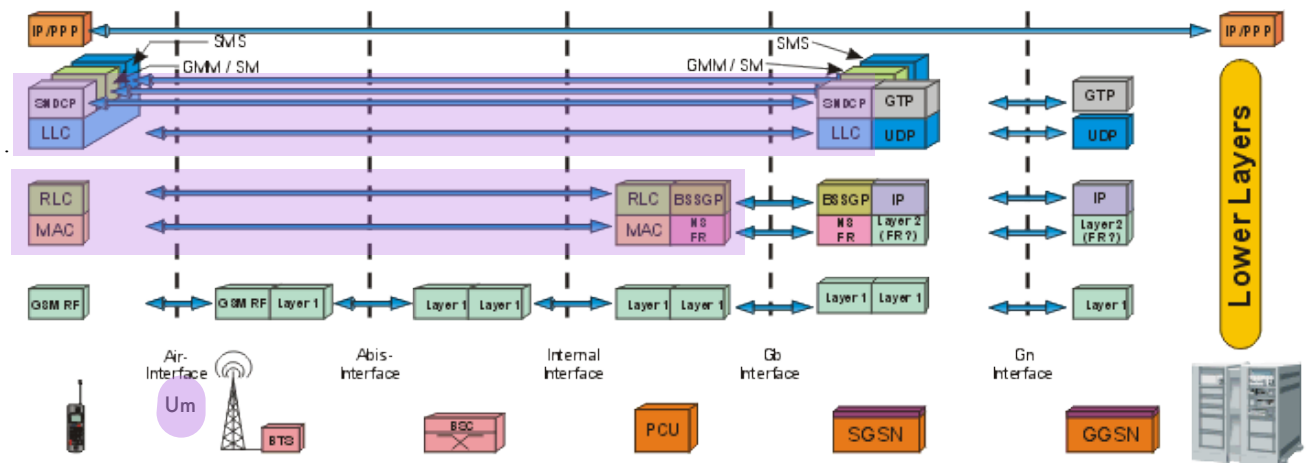 IP/PPP
IP/PPP
SMS
SMS
GMM / SM
GMM / SM
SNDCP
SNDCP
GTP
GTP
LLC
LLC
UDP
UDP
RLC
RLC
BSSGP
BSSGP
IP
IP
MAC
MAC
NS
FR
NS
FR
Layer 2
(FR?)
Layer 2
(FR?)
Lower Layers
GSM RF
GSM RF
Layer 1
Layer 1
Layer 1
Layer 1
Layer 1
Layer 1
Layer 1
Layer 1
Air-
Interface
Abis-
Interface
Internal
Interface
Gb
Interface
Gn
Interface
Um
BTS
BSC
PCU
SGSN
GGSN